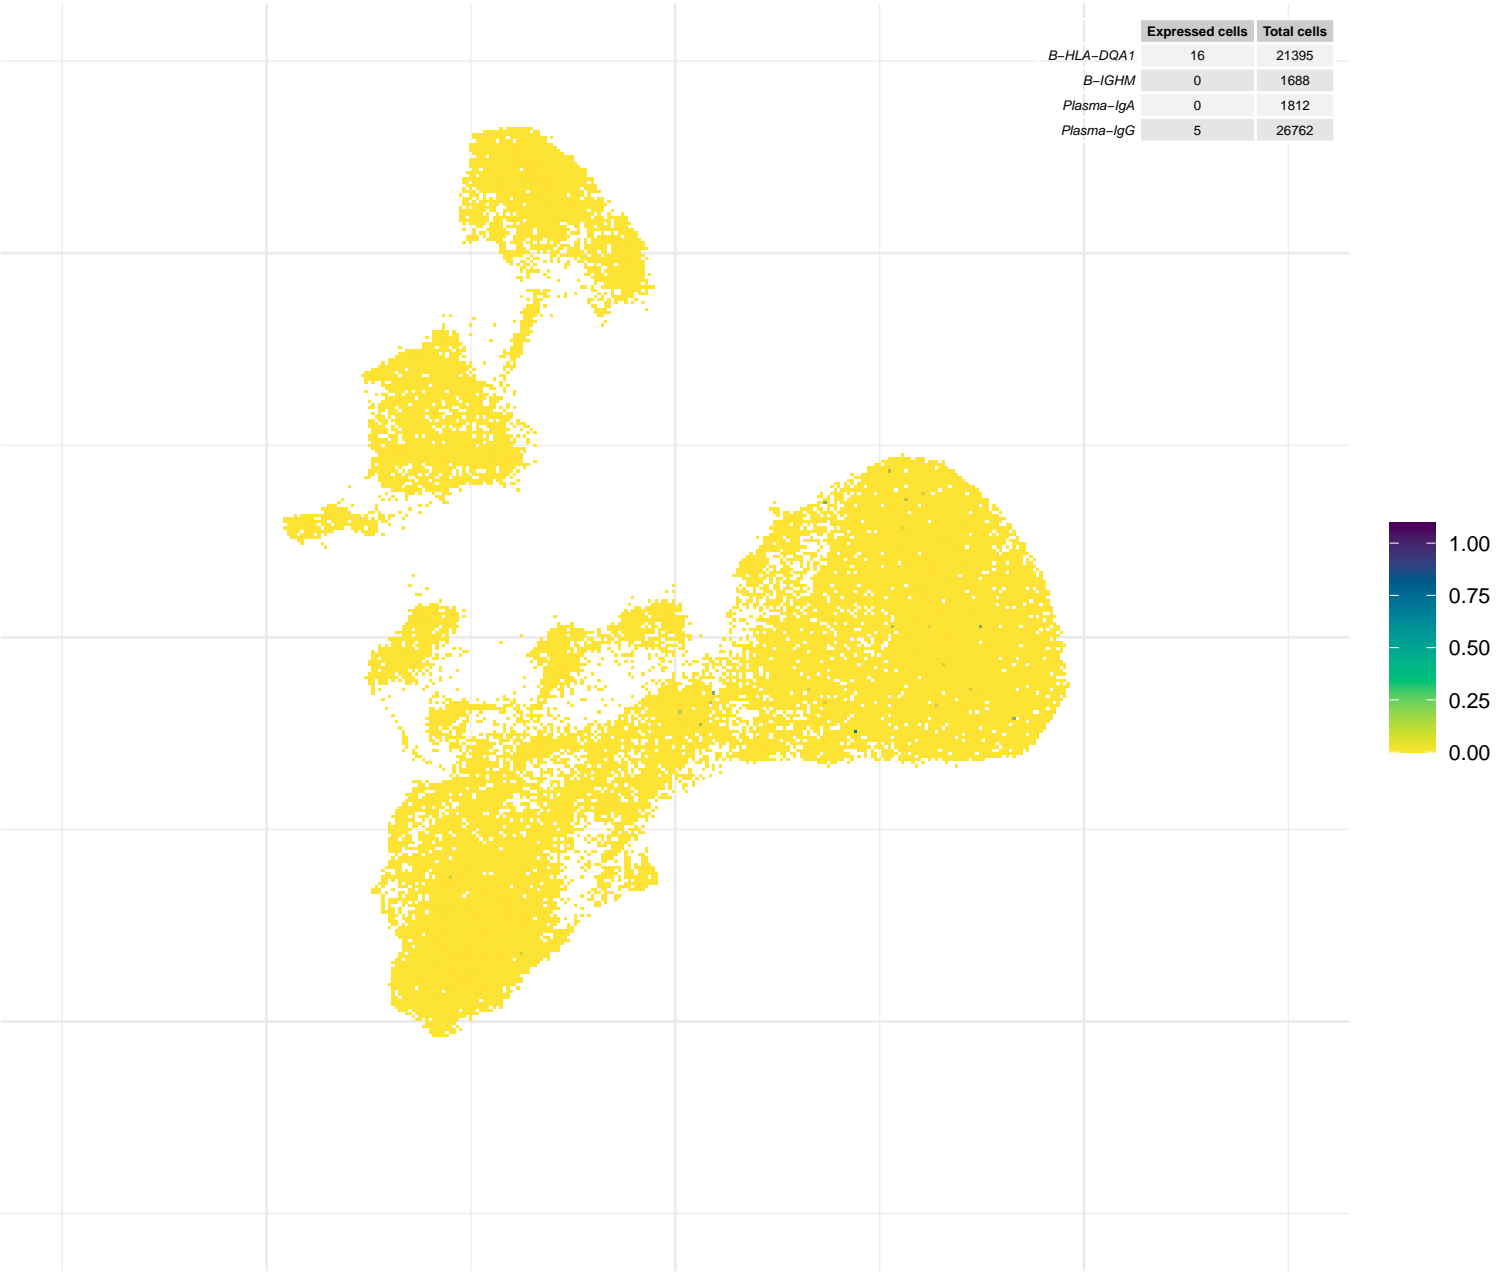 Expressed cells Total cells
B−HLA−DQA1 16 21395
B−IGHM 0 1688
Plasma−IgA 0 1812
Plasma−IgG 5 26762
1.00
0.75
0.50
0.25
0.00